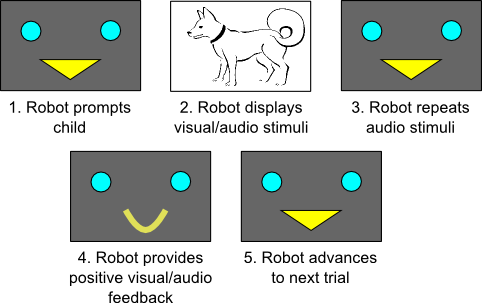 1. Robot prompts
child
2. Robot displays
visual/audio stimuli
3. Robot repeats
audio stimuli
4. Robot provides
positive visual/audio
feedback
5. Robot advances
to next trial